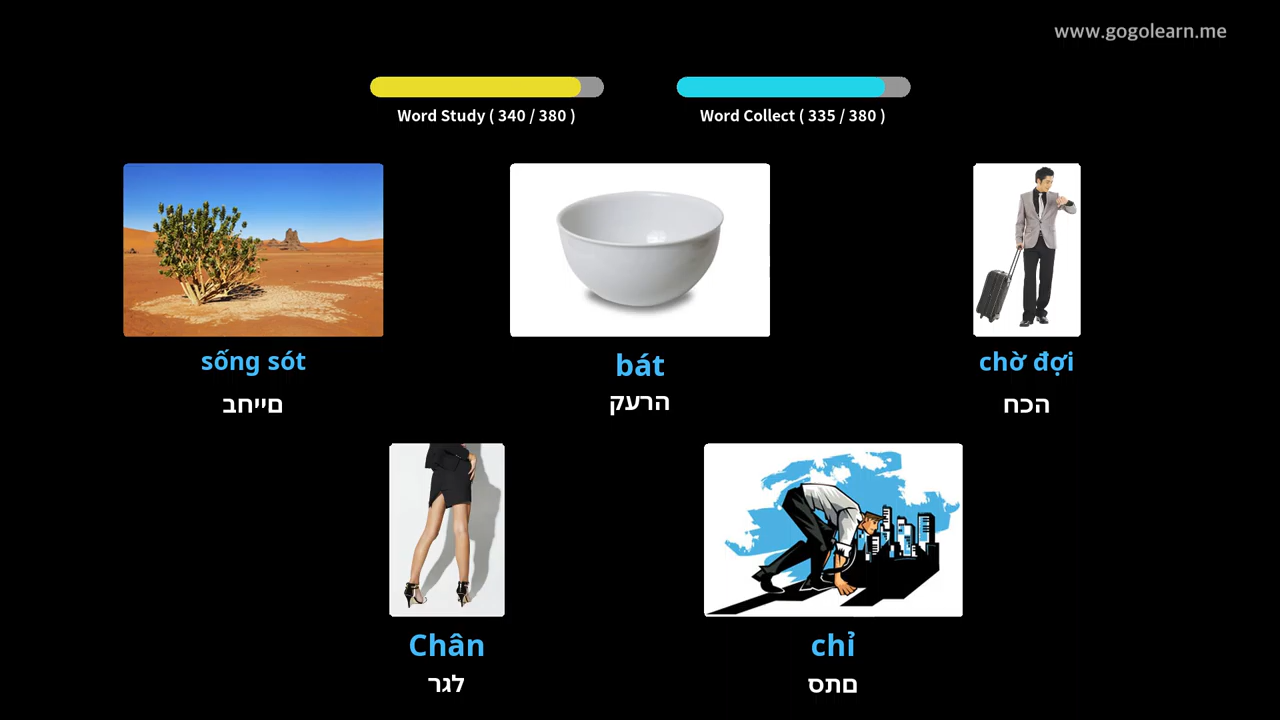 www.gogolearn.me
Word Study ( 340 / 380 )
Word Collect ( 335 / 380 )
sống sót
םייחב
bát
הרעק
chờ đợi
הכח
Chân
לגר
chỉ
םתס